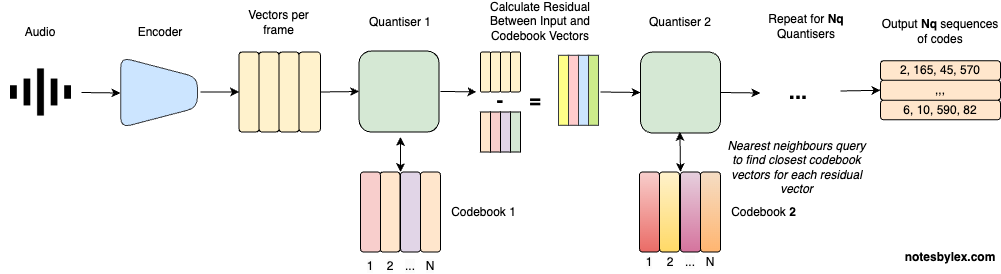 Audio
Encoder
Vectors per
frame
Quantiser 1
Calculate Residual
Between Input and
Codebook Vectors
Quantiser 2
Repeat for Nq
Quantisers
Output Nq sequences
of codes
-
=
...
2, 165, 45, 570
,,,
6, 10, 590, 82
Nearest neighbours query
to find closest codebook
vectors for each residual
vector
Codebook 1
1 2 ... N
Codebook 2
1 2 ... N
notesbylex.com